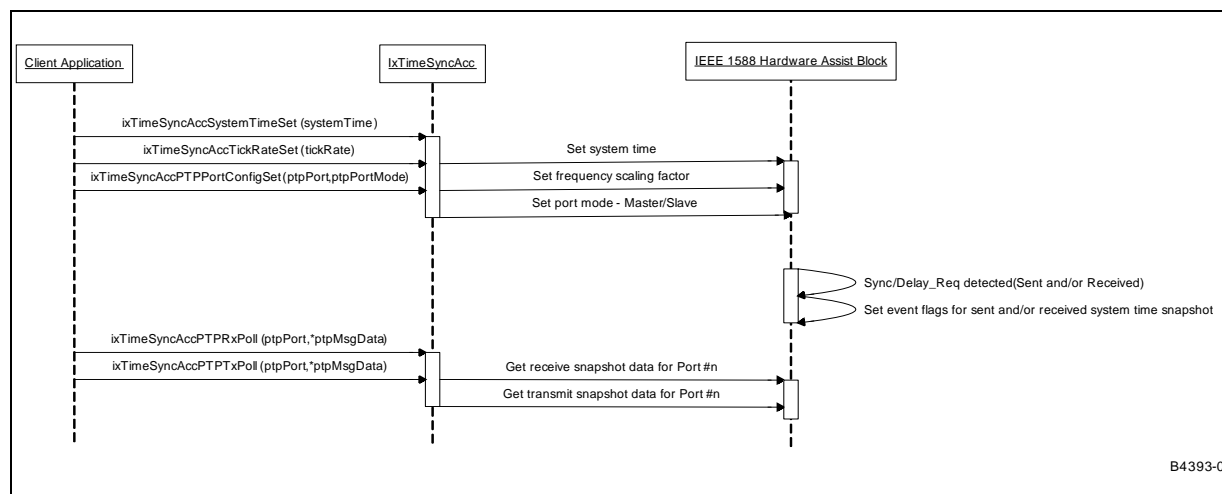 Client Application
IxTimeSyncAcc
IEEE 1588 Hardware Assist Block
ixTimeSyncAccSystemTimeSet (systemTime)
ixTimeSyncAccTickRateSet (tickRate)
Set system time
ixTimeSyncAccPTPPortConfigSet (ptpPort,ptpPortMode)
Set frequency scaling factor
Set port mode - Master/Slave
Sync/Delay_Req detected(Sent and/or Received)
Set event flags for sent and/or received system time snapshot
ixTimeSyncAccPTPRxPoll (ptpPort,*ptpMsgData)
ixTimeSyncAccPTPTxPoll (ptpPort,*ptpMsgData)
Get receive snapshot data for Port #n
Get transmit snapshot data for Port #n
B4393-0